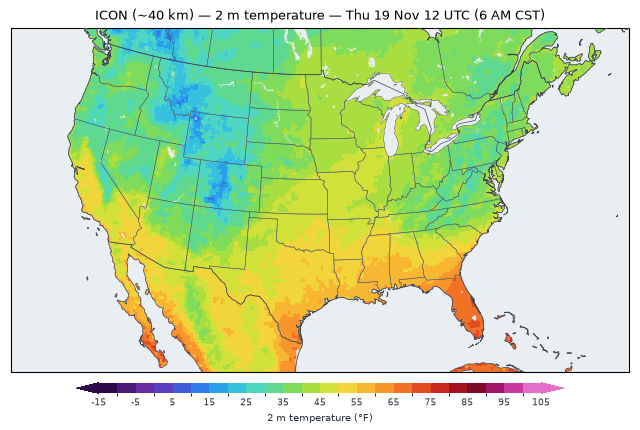 ICON (~40 km) — 2 m temperature — Thu 19 Nov 12 UTC (6 AM CST)
-15 -5 5 15 25 35 45 55 65 75 85 95 105
2 m temperature (°F)